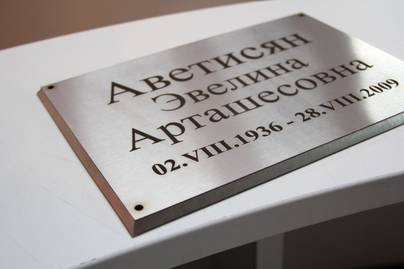 Аветисян
Эвелина
Арташесовна
02.VIII.1936 - 28.VIII.2009